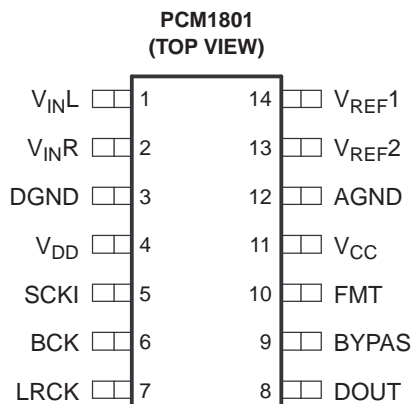 PCM1801
(TOP VIEW)
VINL 1 14 VREF1
VINR 2 13 VREF2
DGND 3 12 AGND
VDD 4 11 VCC
SCKI 5 10 FMT
BCK 6 9 BYPAS
LRCK 7 8 DOUT